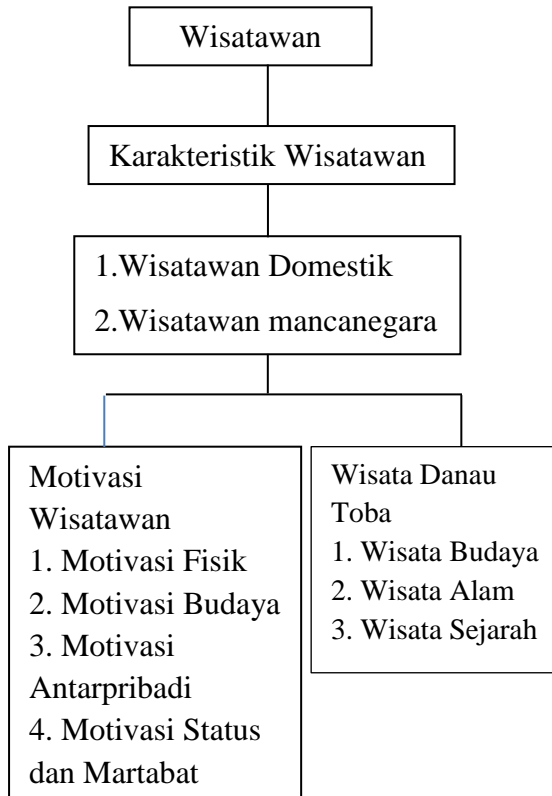 Wisatawan
Karakteristik Wisatawan
1.Wisatawan Domestik
2.Wisatawan mancanegara
Motivasi
Wisatawan
1. Motivasi Fisik
2. Motivasi Budaya
3. Motivasi
Antarpribadi
4. Motivasi Status
dan Martabat
Wisata Danau
Toba
1. Wisata Budaya
2. Wisata Alam
3. Wisata Sejarah